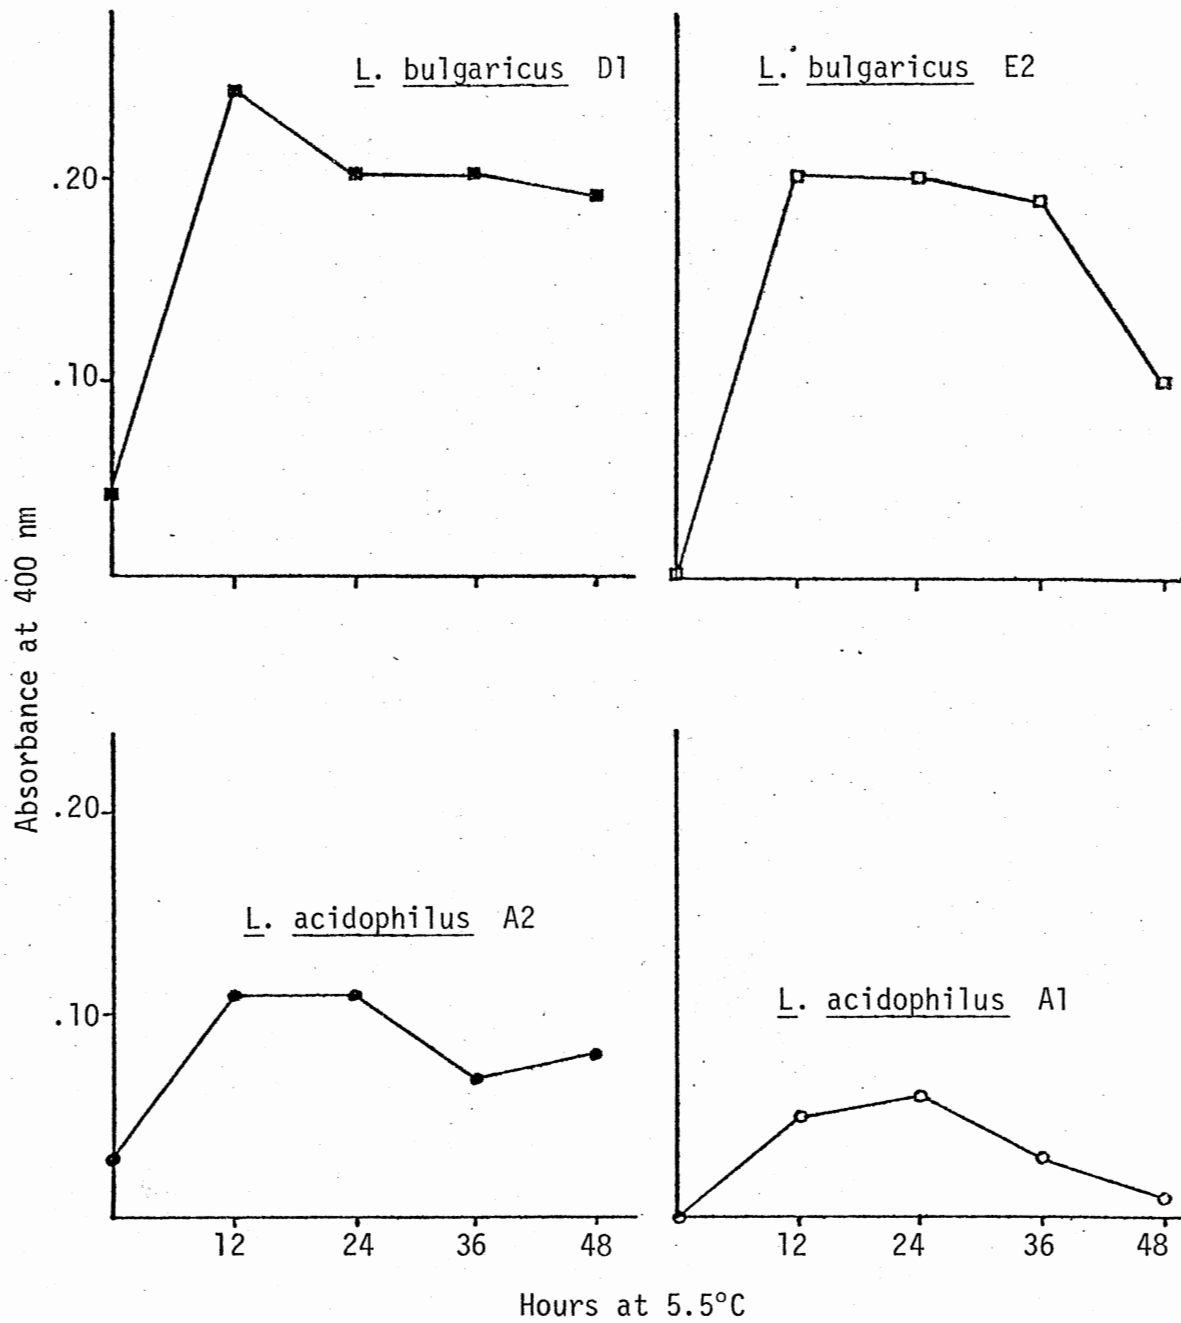 L. bulgaricus D1
L. bulgaricus E2
.20
.10
Absorbance at 400 nm
L. acidophilus A2
L. acidophilus A1
.20
.10
12 24 36 48
12 24 36 48
Hours at 5.5°C